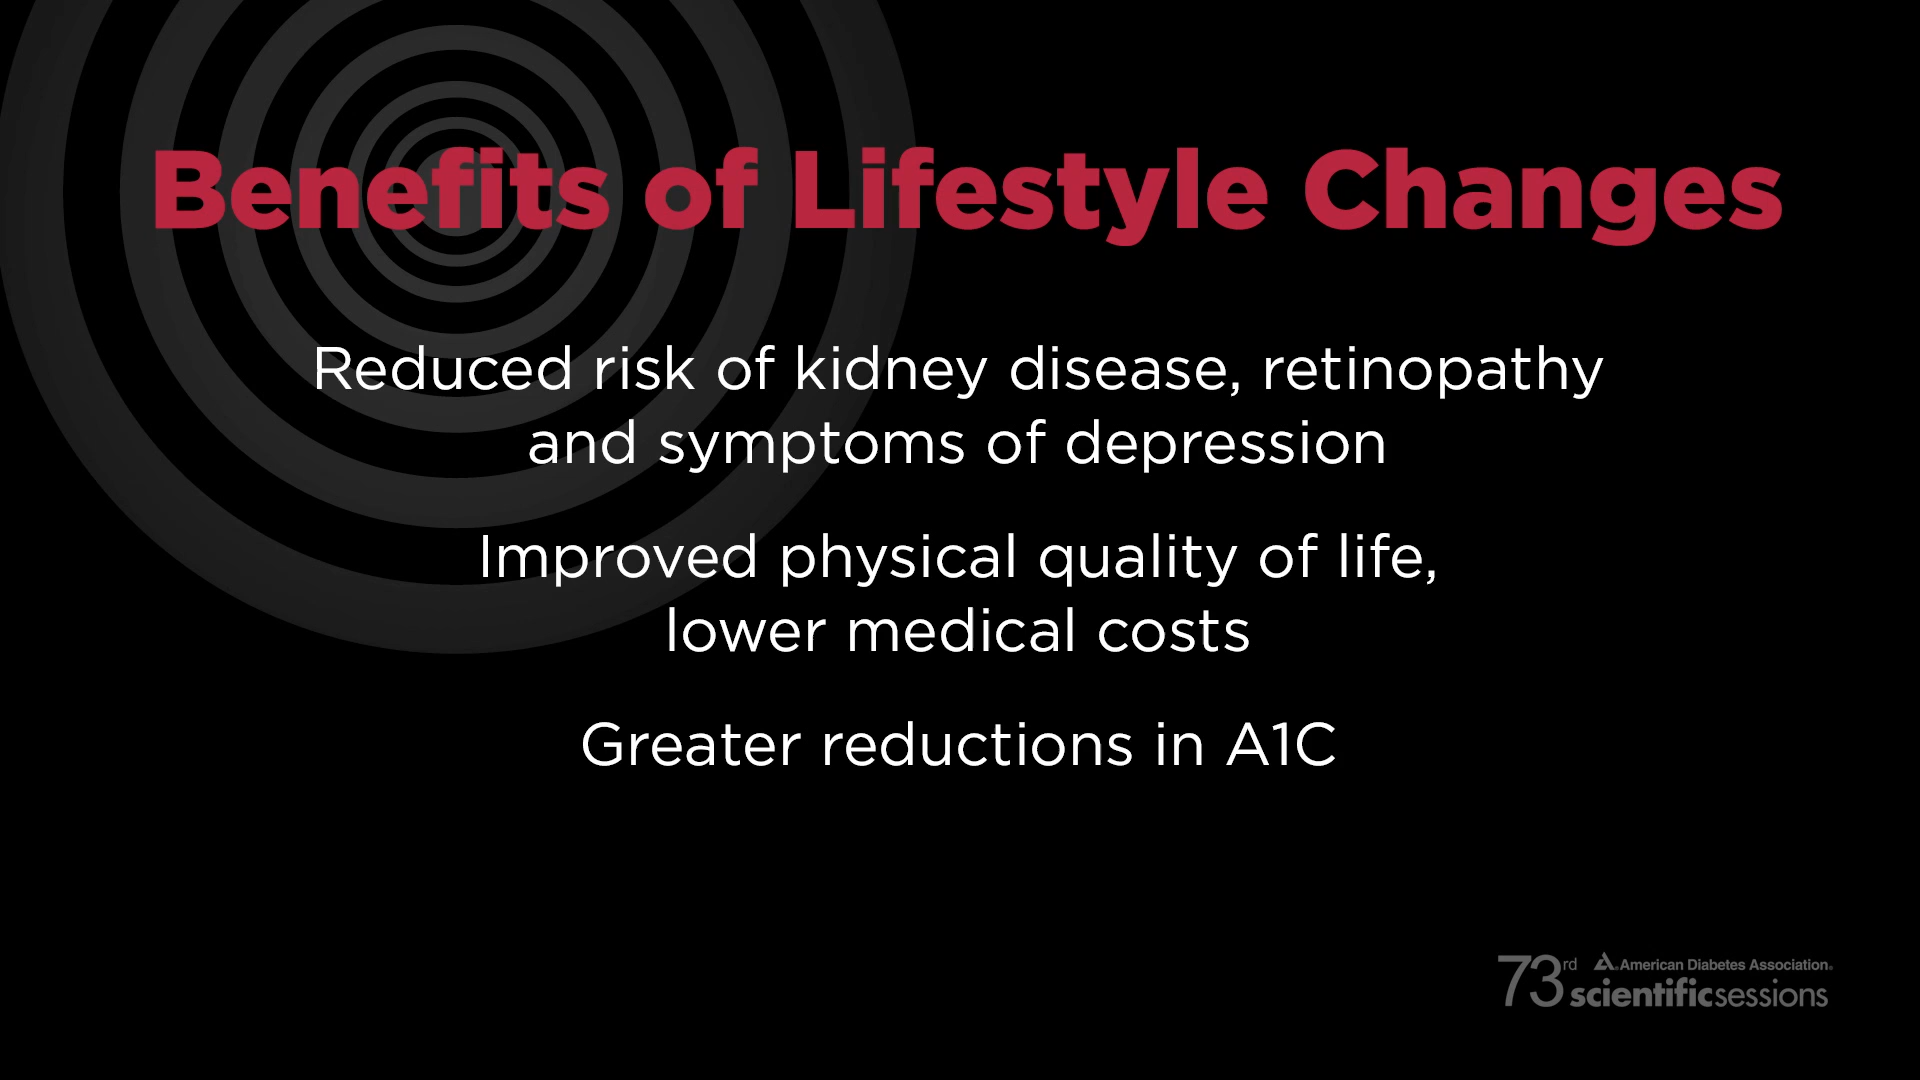 Benefits of Lifestyle Changes
Reduced risk of kidney disease, retinopathy
and symptoms of depression
Improved physical quality of life,
lower medical costs
Greater reductions in A1C
73rd American Diabetes Association®
scientificsessions